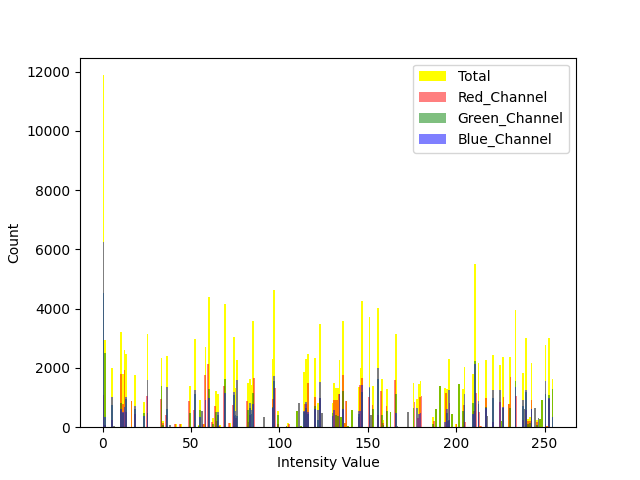 Total
Red_Channel
Green_Channel
Blue_Channel
12000
10000
8000
6000
4000
2000
0
Count
0 50 100 150 200 250
Intensity Value